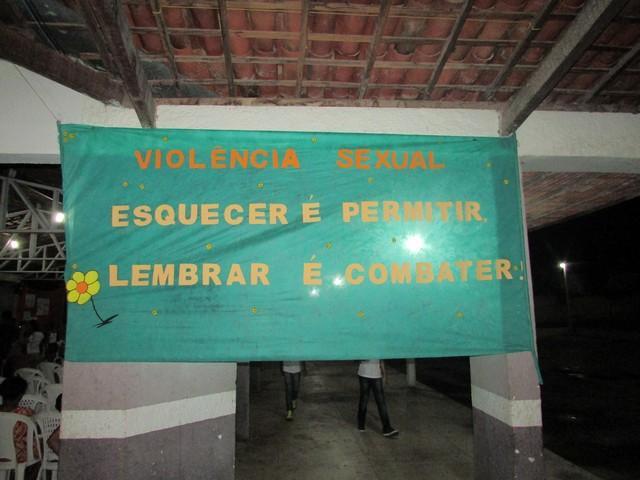 VIOLÊNCIA SEXUAL
ESQUECER É PERMITIR,
LEMBRAR É COMBATER!